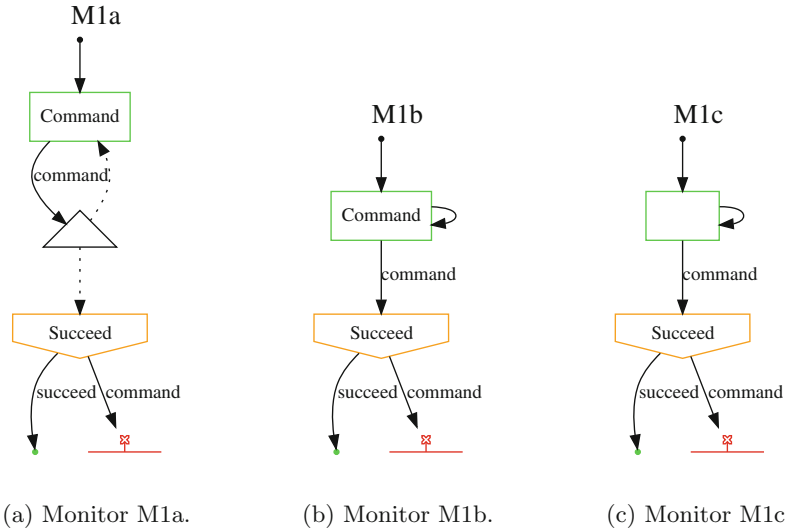 M1a
Command
command
Succeed
succeed
command
(a) Monitor M1a.
M1b
Command
command
Succeed
succeed
command
(b) Monitor M1b.
M1c
command
Succeed
succeed
command
(c) Monitor M1c